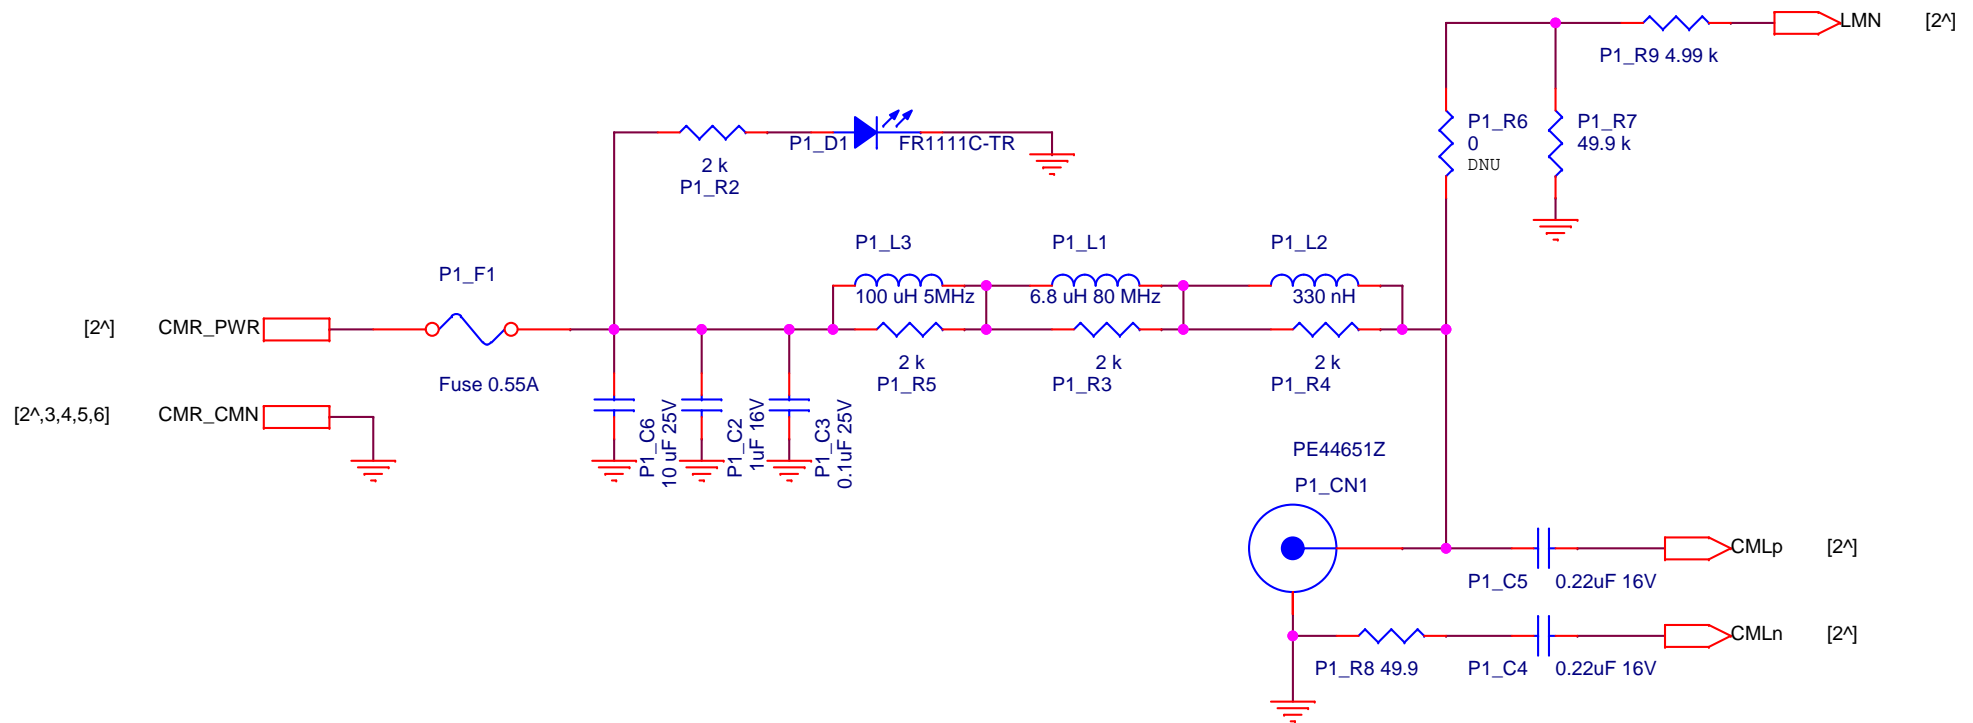 LMN [2^]
P1_R9 4.99 k
P1_R6
0
DNU
P1_R7
49.9 k
P1_D1
FR1111C-TR
2 k
P1_R2
P1_L3
100 uH 5MHz
P1_L1
6.8 uH 80 MHz
P1_L2
330 nH
P1_F1
[2^] CMR_PWR
Fuse 0.55A
2 k
P1_R5
2 k
P1_R3
2 k
P1_R4
[2^,3,4,5,6] CMR_CMN
P1_C6
10 uF 25V
P1_C2
1uF 16V
P1_C3
0.1uF 25V
PE44651Z
P1_CN1
CMLp [2^]
P1_C5 0.22uF 16V
CMLn [2^]
P1_R8 49.9
P1_C4 0.22uF 16V